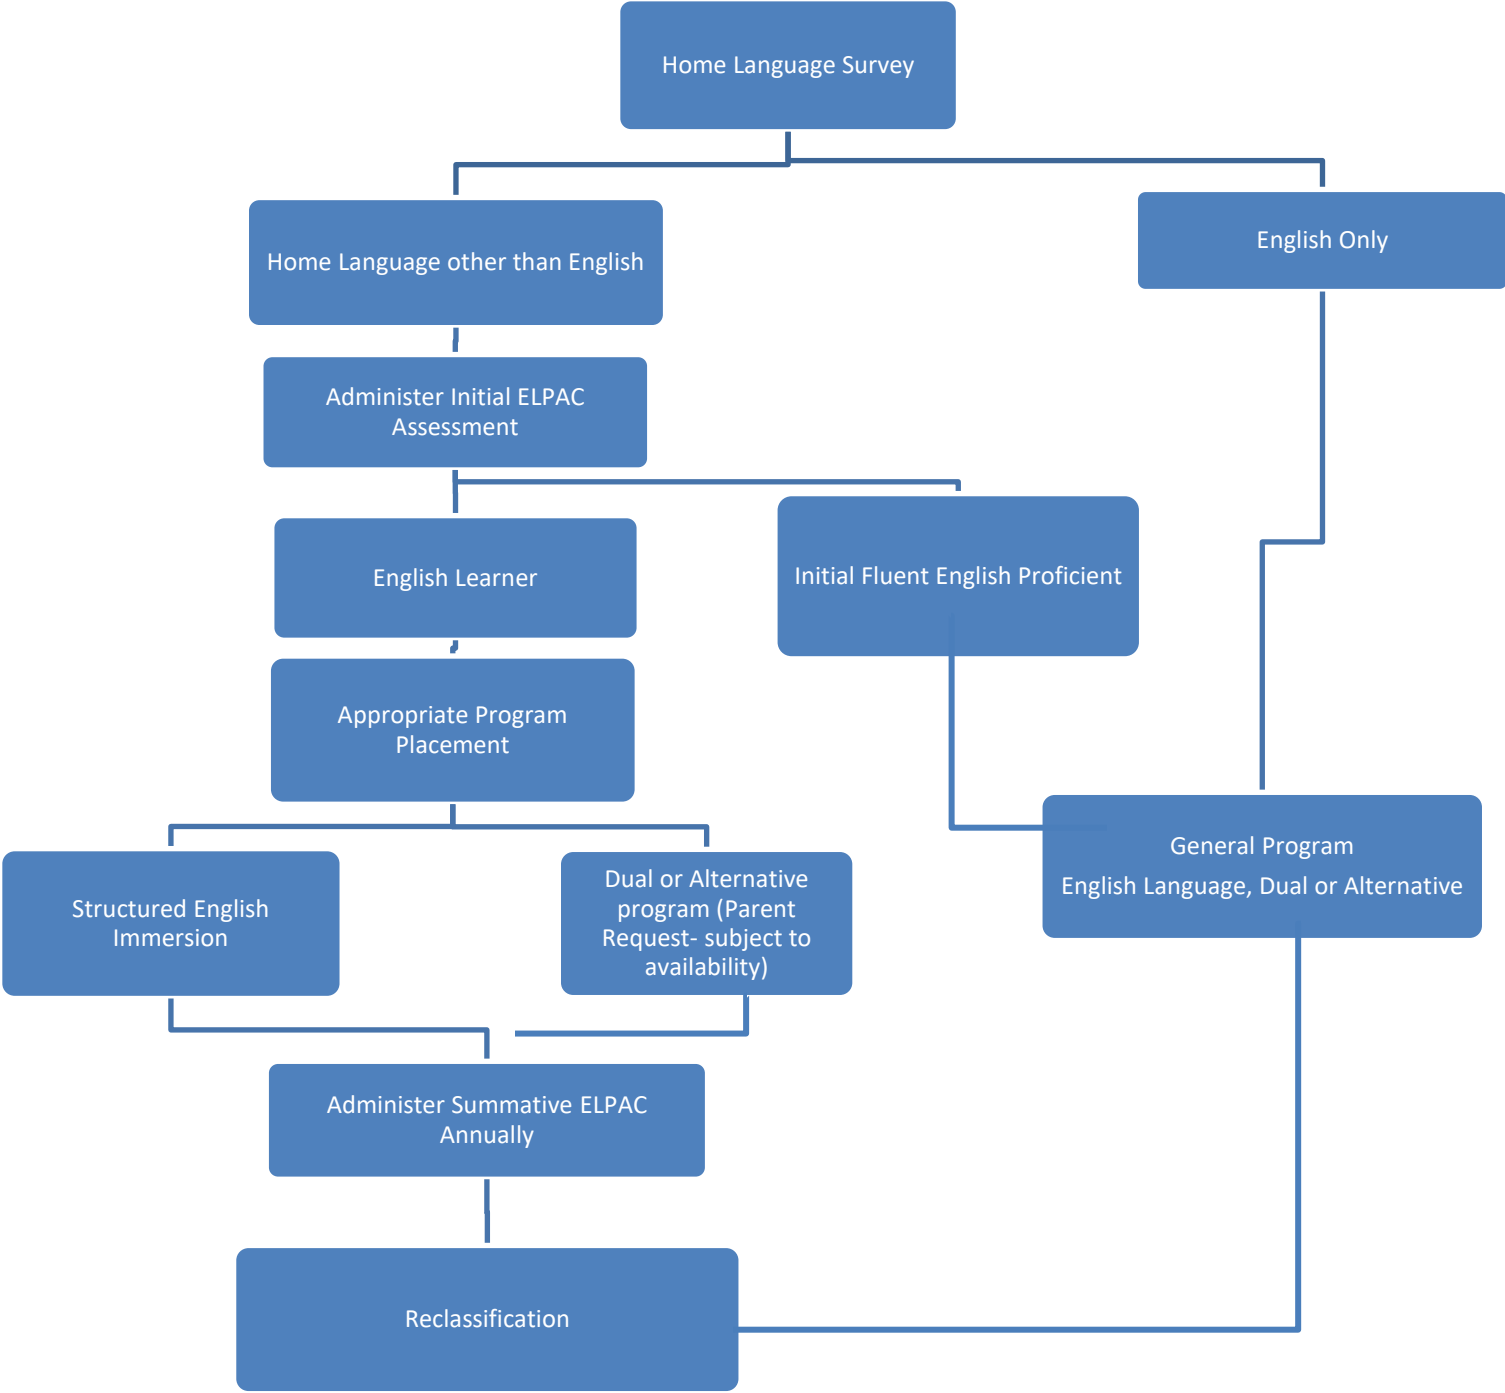 Home Language Survey
Home Language other than English
English Only
Administer Initial ELPAC
Assessment
English Learner
Initial Fluent English Proficient
Appropriate Program
Placement
General Program
English Language, Dual or Alternative
Structured English
Immersion
Dual or Alternative
program (Parent
Request- subject to
availability)
Administer Summative ELPAC
Annually
Reclassification